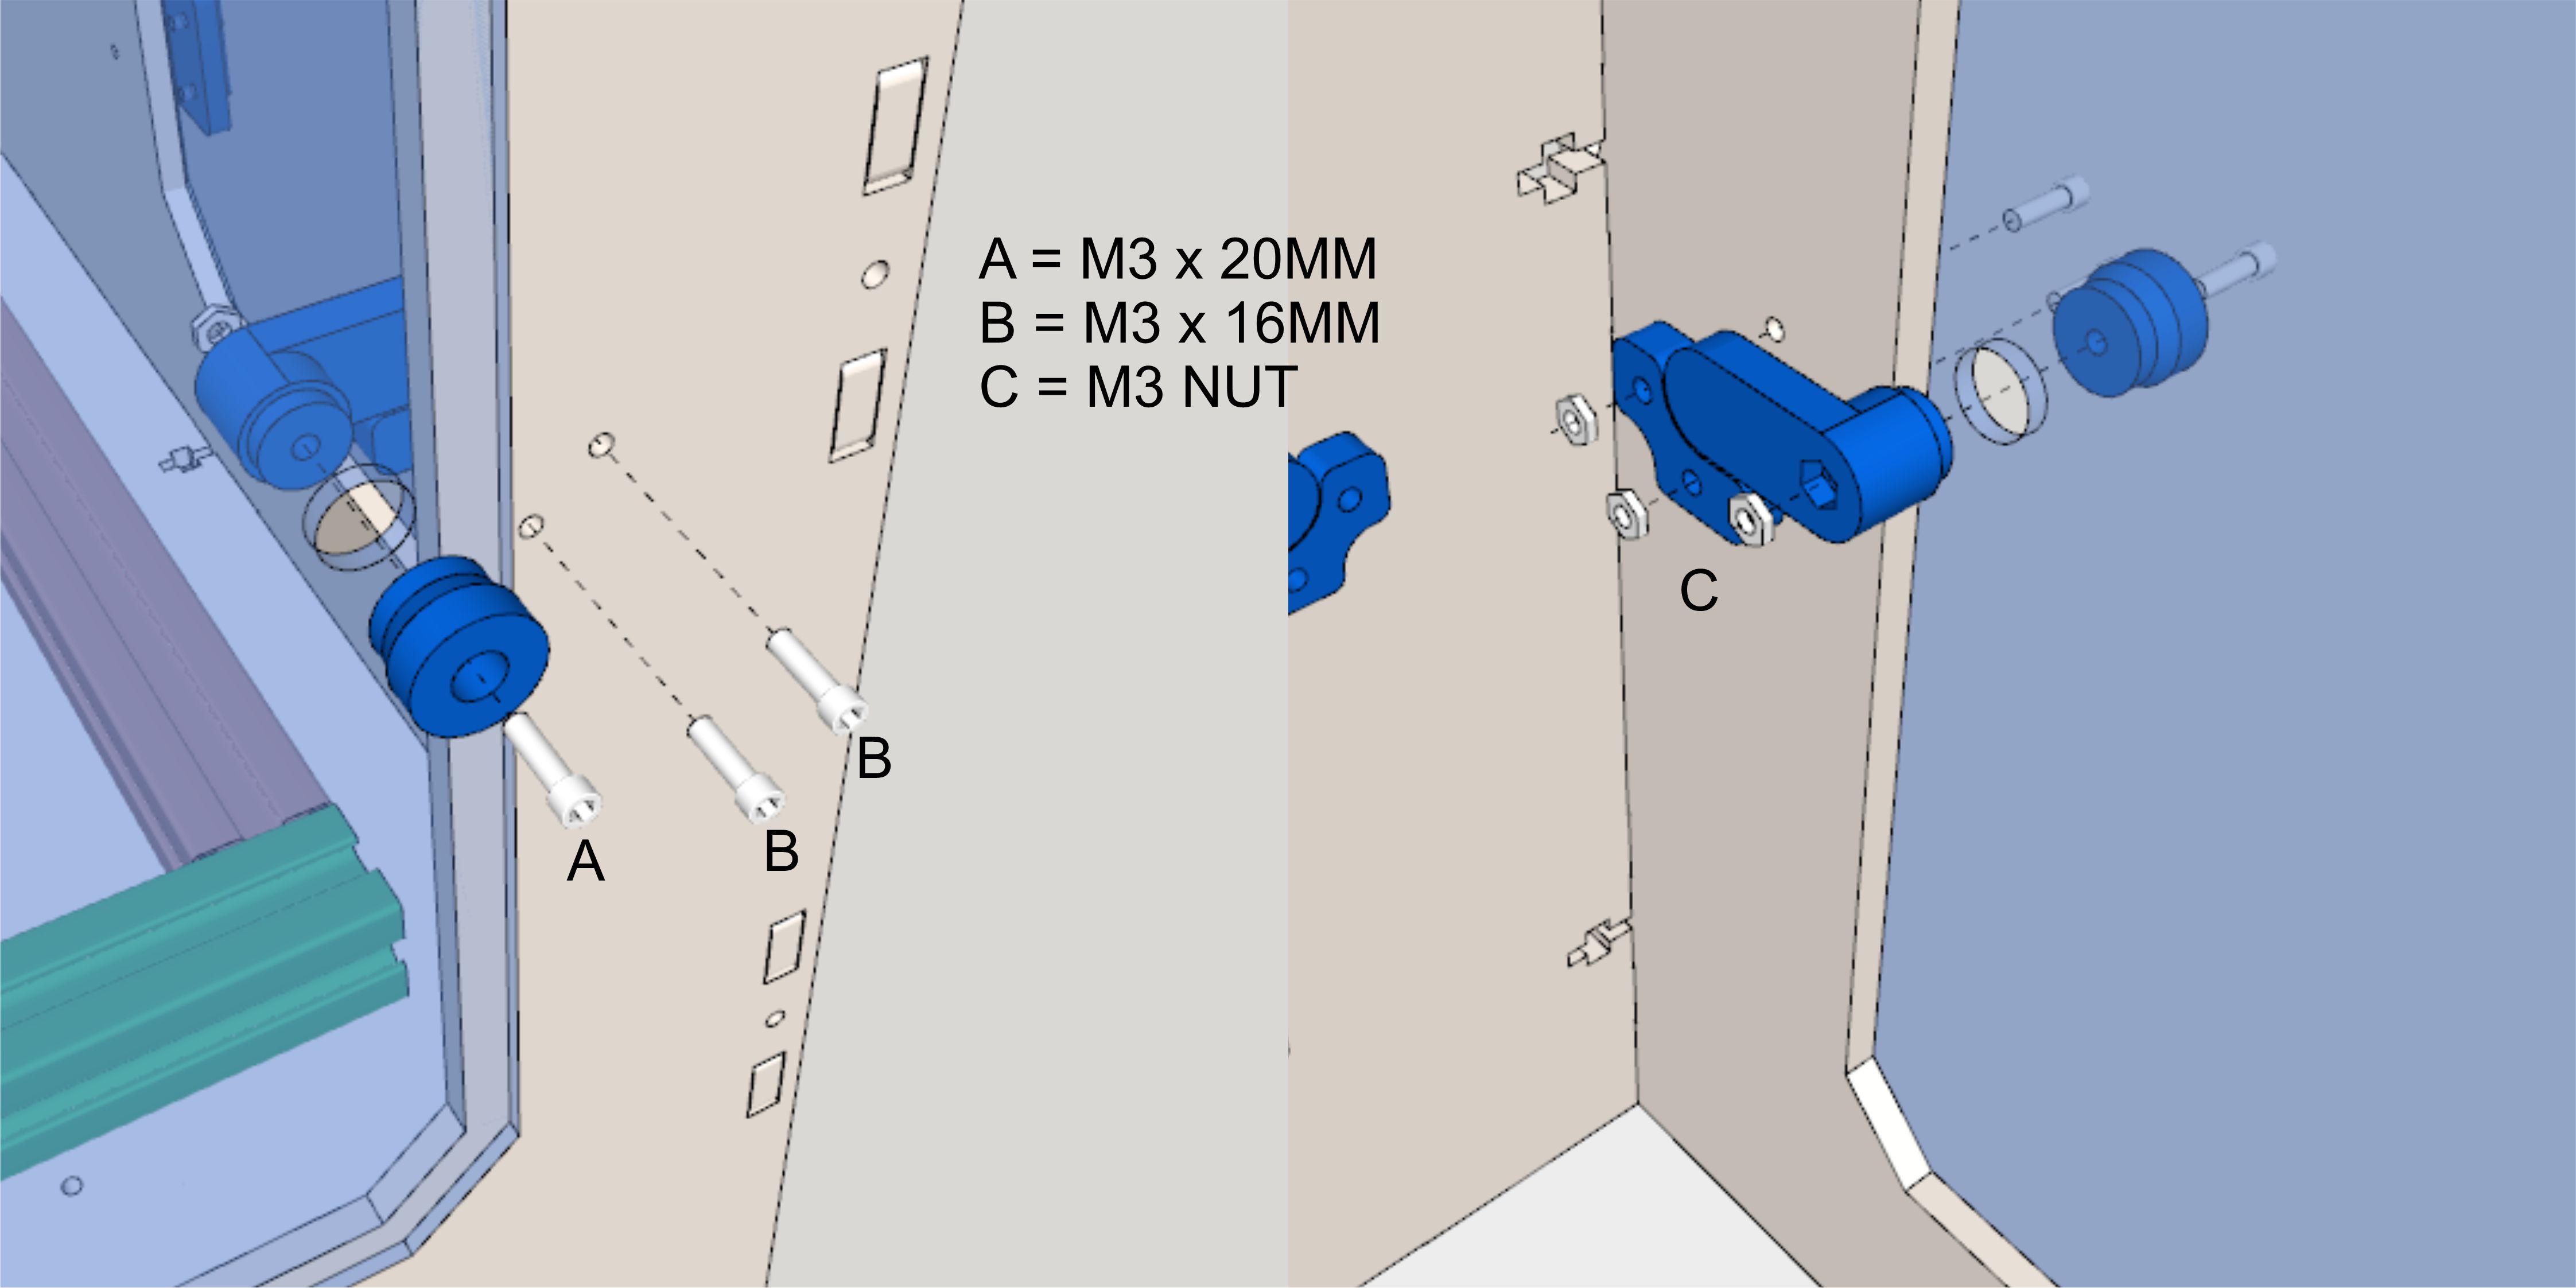 A = M3 x 20MM
B = M3 x 16MM
C = M3 NUT
C
B
B
A